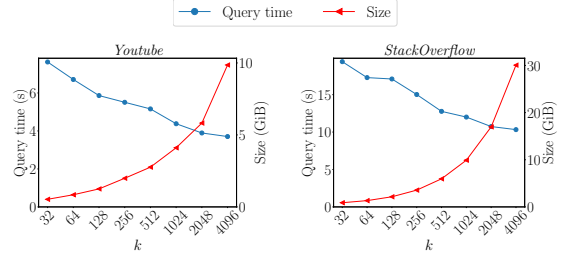 Query time Size
Youtube
Query time (s)
0 2 4 6
32 64 128 256 512 1024 2048 4096
k
0 5 10
Size (GiB)
StackOverflow
Query time (s)
0 5 10 15
32 64 128 256 512 1024 2048 4096
k
0 10 20 30
Size (GiB)